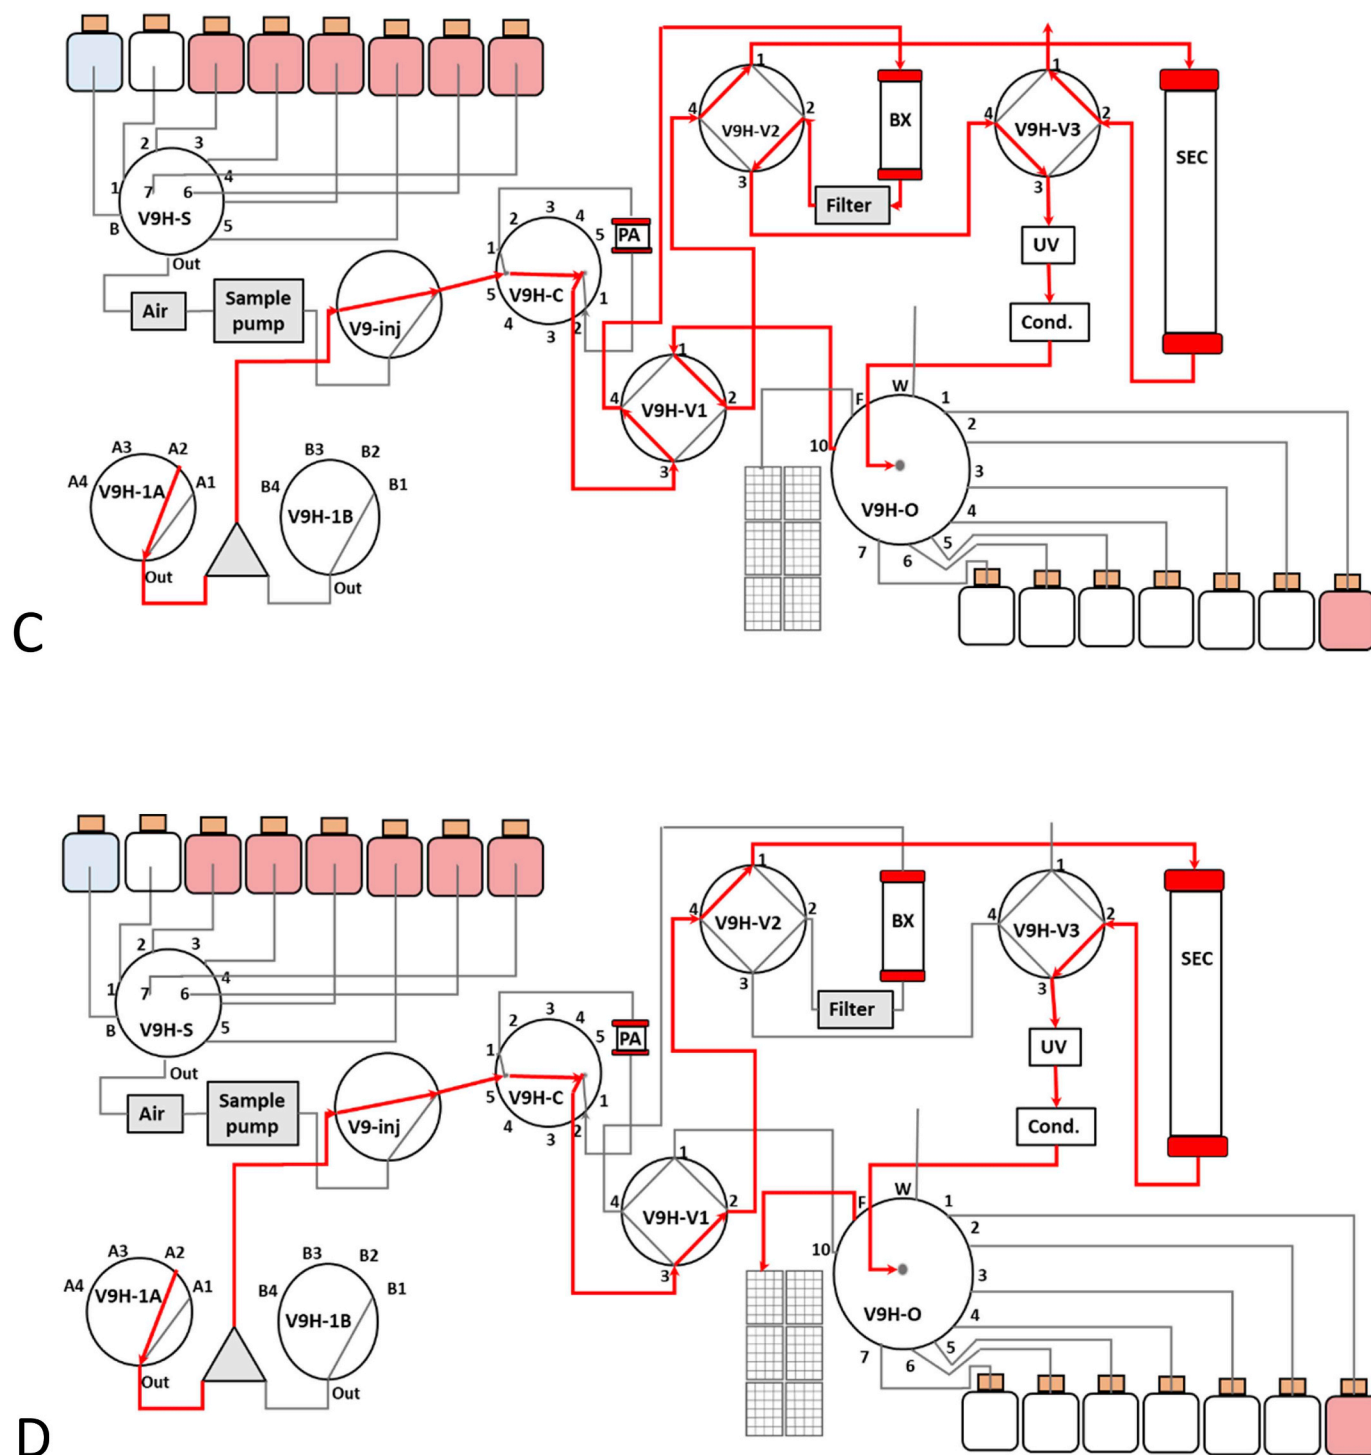 1
2
3
4
7
6
5
B
V9H-S
Out
Air
Sample
pump
V9-inj
1
2
3
4
5
PA
V9H-C
5
4
3
2
1
1
4
2
V9H-V2
3
BX
Filter
1
4
2
V9H-V3
3
SEC
UV
Cond.
1
4
2
V9H-V1
3
F
W
1
2
3
4
5
6
7
10
V9H-O
A3
A2
A4
A1
V9H-1A
Out
B3
B2
B4
B1
V9H-1B
Out
C
1
2
3
4
7
6
5
B
V9H-S
Out
Air
Sample
pump
V9-inj
1
2
3
4
5
PA
V9H-C
5
4
3
2
1
1
4
2
V9H-V2
3
BX
Filter
1
4
2
V9H-V3
3
SEC
UV
Cond.
1
4
2
V9H-V1
3
F
W
1
2
3
4
5
6
7
10
V9H-O
A3
A2
A4
A1
V9H-1A
Out
B3
B2
B4
B1
V9H-1B
Out
D